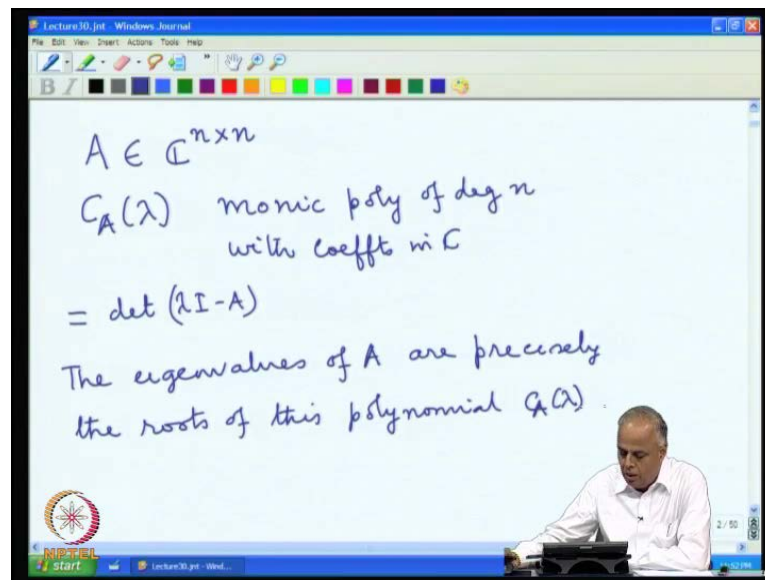 Lecture30.jnt - Windows Journal
File Edit View Insert Actions Tools Help
B I
A ∈ ℂ^{n×n}
C_A(λ) monic poly of deg n
with coeffts in ℂ
= det (λI - A)
The eigenvalues of A are precisely
the roots of this polynomial C_A(λ).
2 / 50
NPTEL
start Lecture30.jnt - Wind...